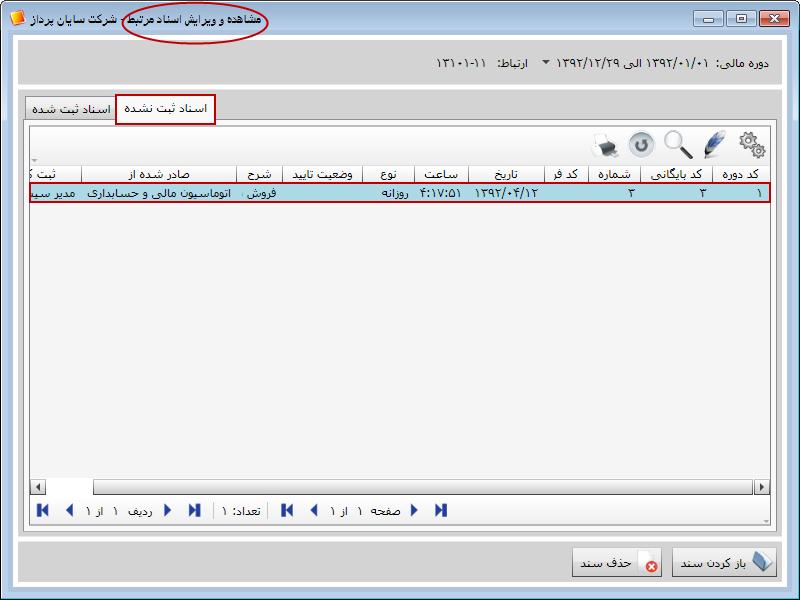 مشاهده و ویرایش اسناد مرتبط - شرکت سایان پرداز
دوره مالی: ۱۳۹۲/۰۱/۰۱ الی ۱۳۹۲/۱۲/۲۹ ارتباط: ۱۳۱۰۱-۱۱
اسناد ثبت نشده اسناد ثبت شده
کد دوره کد بایگانی شماره کد فر تاریخ ساعت نوع وضعیت تایید شرح صادر شده از ثبت ک
۱ ۳ ۳ ۱۳۹۲/۰۴/۱۲ ۴:۱۷:۵۱ روزانه فروش اتوماسیون مالی و حسابداری مدیر سیس
صفحه ۱ از ۱ تعداد: ۱ ردیف ۱ از ۱
باز کردن سند حذف سند